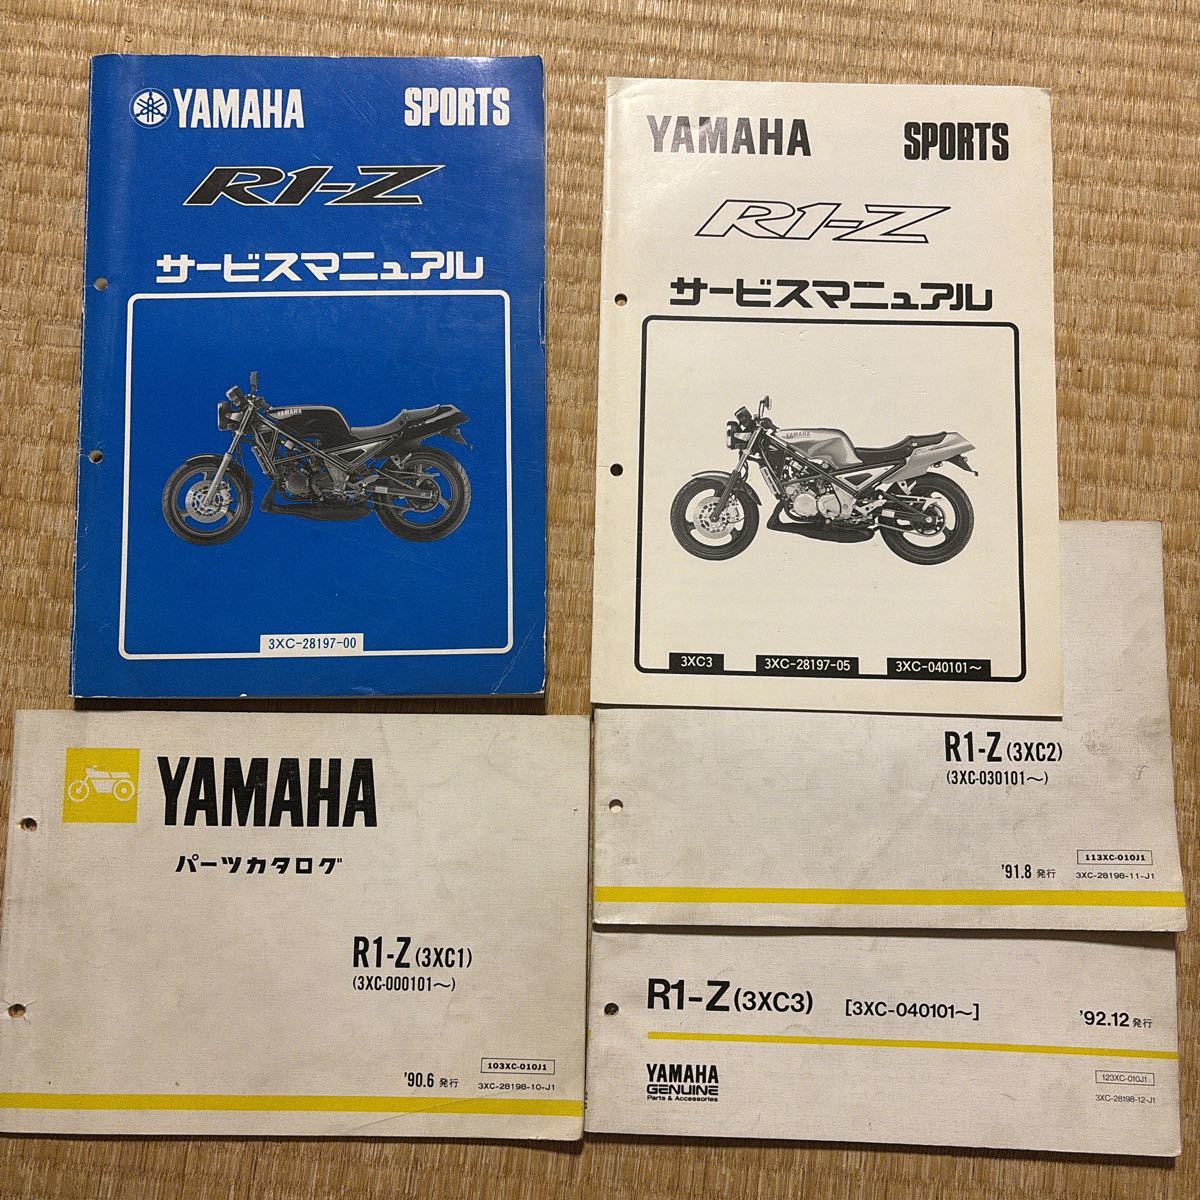 YAMAHA SPORTS
R1-Z
サービスマニュアル
YAMAHA
3XC-28197-00
YAMAHA SPORTS
R1-Z
サービスマニュアル
YAMAHA
3XC3 3XC-28197-05 3XC-040101〜
YAMAHA
パーツカタログ
R1-Z (3XC1)
(3XC-000101〜)
103XC-010J1
'90.6 発行 3XC-28198-10-J1
R1-Z (3XC2)
(3XC-030101〜)
113XC-010J1
'91.8 発行 3XC-28198-11-J1
R1-Z (3XC3) [3XC-040101〜] '92.12 発行
YAMAHA
GENUINE
Parts & Accessories
123XC-010J1
3XC-28198-12-J1